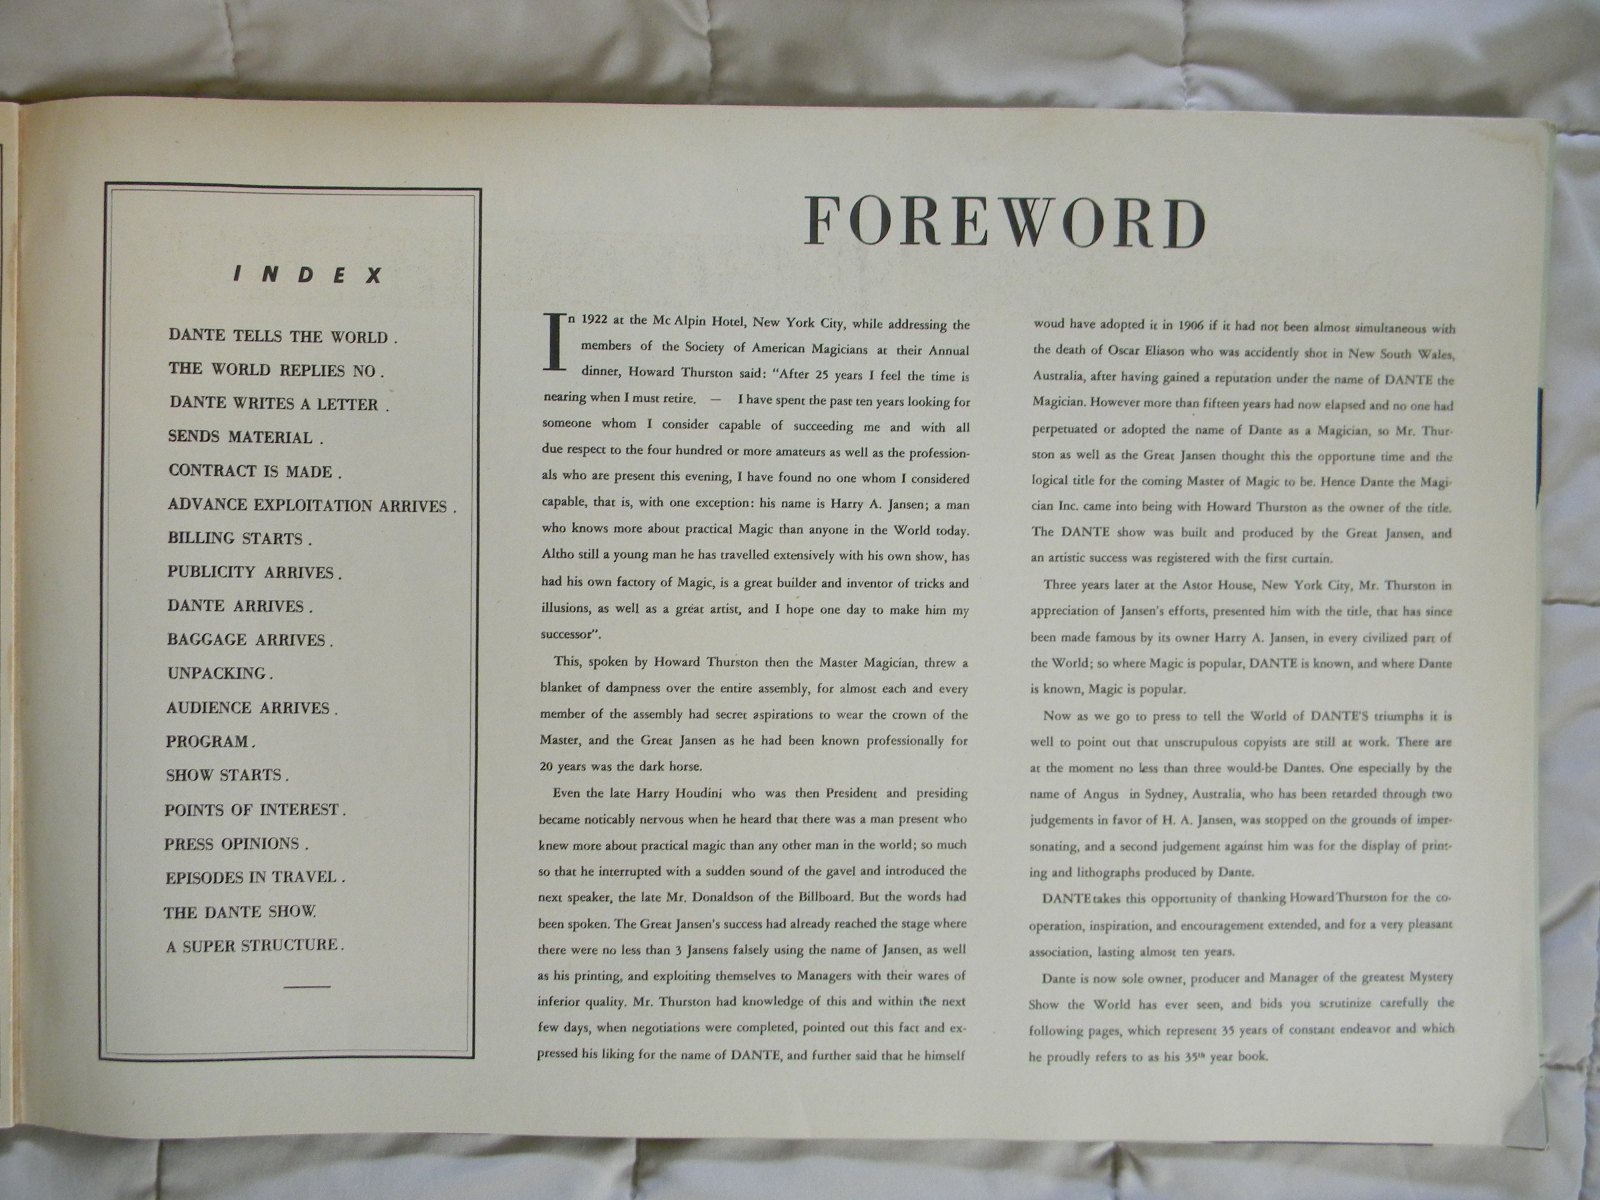 INDEX
DANTE TELLS THE WORLD .
THE WORLD REPLIES NO .
DANTE WRITES A LETTER .
SENDS MATERIAL .
CONTRACT IS MADE .
ADVANCE EXPLOITATION ARRIVES .
BILLING STARTS .
PUBLICITY ARRIVES .
DANTE ARRIVES .
BAGGAGE ARRIVES .
UNPACKING .
AUDIENCE ARRIVES .
PROGRAM .
SHOW STARTS .
POINTS OF INTEREST .
PRESS OPINIONS .
EPISODES IN TRAVEL .
THE DANTE SHOW.
A SUPER STRUCTURE .
FOREWORD
In 1922 at the Mc Alpin Hotel, New York City, while addressing the
members of the Society of American Magicians at their Annual
dinner, Howard Thurston said: "After 25 years I feel the time is
nearing when I must retire. — I have spent the past ten years looking for
someone whom I consider capable of succeeding me and with all
due respect to the four hundred or more amateurs as well as the profession-
als who are present this evening, I have found no one whom I considered
capable, that is, with one exception: his name is Harry A. Jansen; a man
who knows more about practical Magic than anyone in the World today.
Altho still a young man he has travelled extensively with his own show, has
had his own factory of Magic, is a great builder and inventor of tricks and
illusions, as well as a great artist, and I hope one day to make him my
successor".
This, spoken by Howard Thurston then the Master Magician, threw a
blanket of dampness over the entire assembly, for almost each and every
member of the assembly had secret aspirations to wear the crown of the
Master, and the Great Jansen as he had been known professionally for
20 years was the dark horse.
Even the late Harry Houdini who was then President and presiding
became noticably nervous when he heard that there was a man present who
knew more about practical magic than any other man in the world; so much
so that he interrupted with a sudden sound of the gavel and introduced the
next speaker, the late Mr. Donaldson of the Billboard. But the words had
been spoken. The Great Jansen's success had already reached the stage where
there were no less than 3 Jansens falsely using the name of Jansen, as well
as his printing, and exploiting themselves to Managers with their wares of
inferior quality. Mr. Thurston had knowledge of this and within the next
few days, when negotiations were completed, pointed out this fact and ex-
pressed his liking for the name of DANTE, and further said that he himself
woud have adopted it in 1906 if it had not been almost simultaneous with
the death of Oscar Eliason who was accidently shot in New South Wales,
Australia, after having gained a reputation under the name of DANTE the
Magician. However more than fifteen years had now elapsed and no one had
perpetuated or adopted the name of Dante as a Magician, so Mr. Thur-
ston as well as the Great Jansen thought this the opportune time and the
logical title for the coming Master of Magic to be. Hence Dante the Magi-
cian Inc. came into being with Howard Thurston as the owner of the title.
The DANTE show was built and produced by the Great Jansen, and
an artistic success was registered with the first curtain.
Three years later at the Astor House, New York City, Mr. Thurston in
appreciation of Jansen's efforts, presented him with the title, that has since
been made famous by its owner Harry A. Jansen, in every civilized part of
the World; so where Magic is popular, DANTE is known, and where Dante
is known, Magic is popular.
Now as we go to press to tell the World of DANTE'S triumphs it is
well to point out that unscrupulous copyists are still at work. There are
at the moment no less than three would-be Dantes. One especially by the
name of Angus in Sydney, Australia, who has been retarded through two
judgements in favor of H. A. Jansen, was stopped on the grounds of imper-
sonating, and a second judgement against him was for the display of print-
ing and lithographs produced by Dante.
DANTE takes this opportunity of thanking Howard Thurston for the co-
operation, inspiration, and encouragement extended, and for a very pleasant
association, lasting almost ten years.
Dante is now sole owner, producer and Manager of the greatest Mystery
Show the World has ever seen, and bids you scrutinize carefully the
following pages, which represent 35 years of constant endeavor and which
he proudly refers to as his 35th year book.